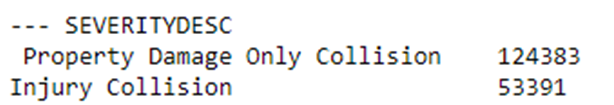 --- SEVERITYDESC
Property Damage Only Collision    124383
Injury Collision                  53391